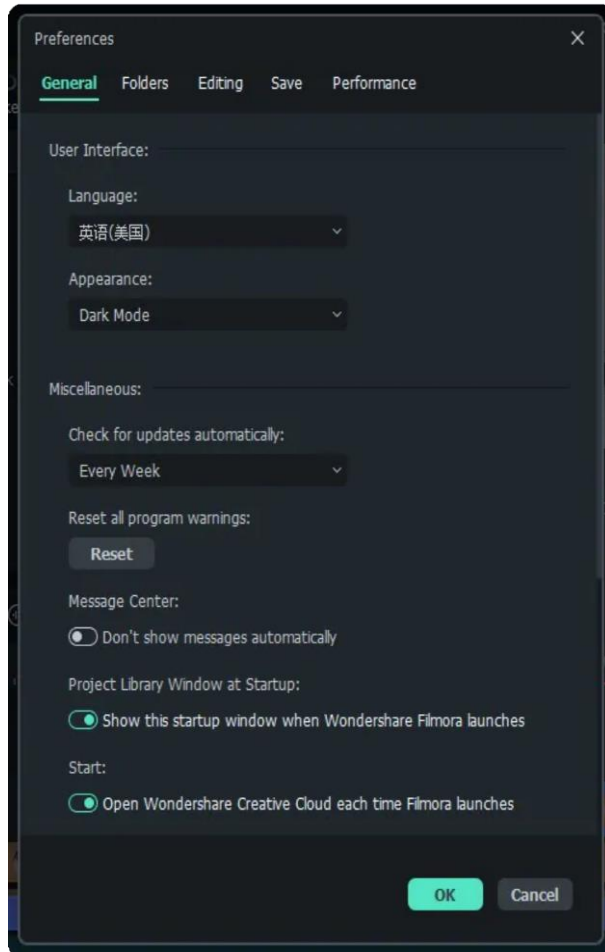 Preferences
General Folders Editing Save Performance
User Interface:
Language:
英语(美国)
Appearance:
Dark Mode
Miscellaneous:
Check for updates automatically:
Every Week
Reset all program warnings:
Reset
Message Center:
Don't show messages automatically
Project Library Window at Startup:
Show this startup window when Wondershare Filmora launches
Start:
Open Wondershare Creative Cloud each time Filmora launches
OK Cancel